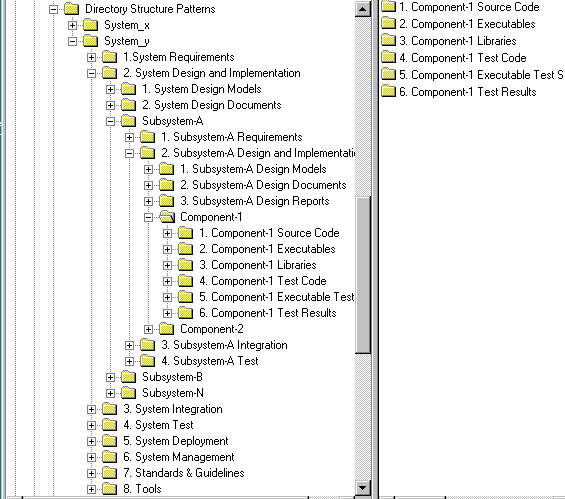 Directory Structure Patterns
System_x
System_y
1.System Requirements
2. System Design and Implementation
1. System Design Models
2. System Design Documents
Subsystem-A
1. Subsystem-A Requirements
2. Subsystem-A Design and Implementati
1. Subsystem-A Design Models
2. Subsystem-A Design Documents
3. Subsystem-A Design Reports
Component-1
1. Component-1 Source Code
2. Component-1 Executables
3. Component-1 Libraries
4. Component-1 Test Code
5. Component-1 Executable Test
6. Component-1 Test Results
Component-2
3. Subsystem-A Integration
4. Subsystem-A Test
Subsystem-B
Subsystem-N
3. System Integration
4. System Test
5. System Deployment
6. System Management
7. Standards & Guidelines
8. Tools
1. Component-1 Source Code
2. Component-1 Executables
3. Component-1 Libraries
4. Component-1 Test Code
5. Component-1 Executable Test S
6. Component-1 Test Results